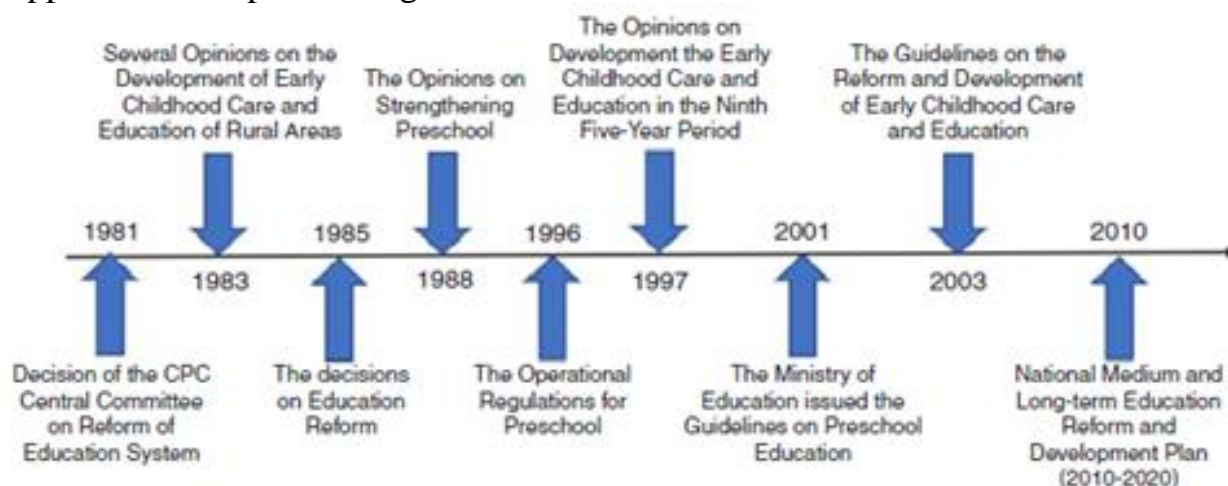 Several Opinions on the
Development of Early
Childhood Care and
Education of Rural Areas
The Opinions on
Strengthening
Preschool
The Opinions on
Development the Early
Childhood Care and
Education in the Ninth
Five-Year Period
The Guidelines on the
Reform and Development
of Early Childhood Care
and Education
1981
1983
1985
1988
1996
1997
2001
2003
2010
Decision of the CPC
Central Committee
on Reform of
Education System
The decisions
on Education
Reform
The Operational
Regulations for
Preschool
The Ministry of
Education issued the
Guidelines on Preschool
Education
National Medium and
Long-term Education
Reform and
Development Plan
(2010-2020)